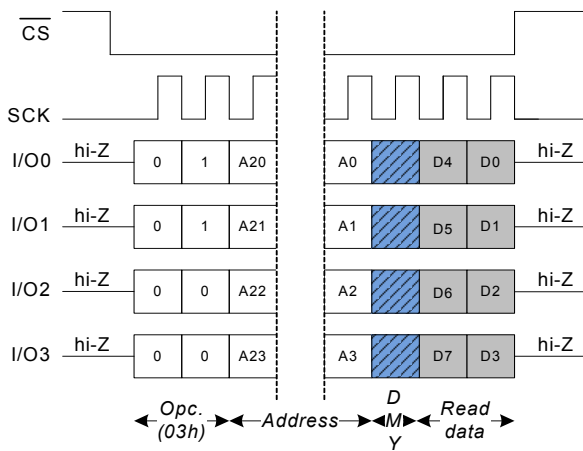 CS
SCK
I/O0 hi-Z 0 1 A20 A0 D4 D0 hi-Z
I/O1 hi-Z 0 1 A21 A1 D5 D1 hi-Z
I/O2 hi-Z 0 0 A22 A2 D6 D2 hi-Z
I/O3 hi-Z 0 0 A23 A3 D7 D3 hi-Z
Opc. (03h) Address D M Y Read data